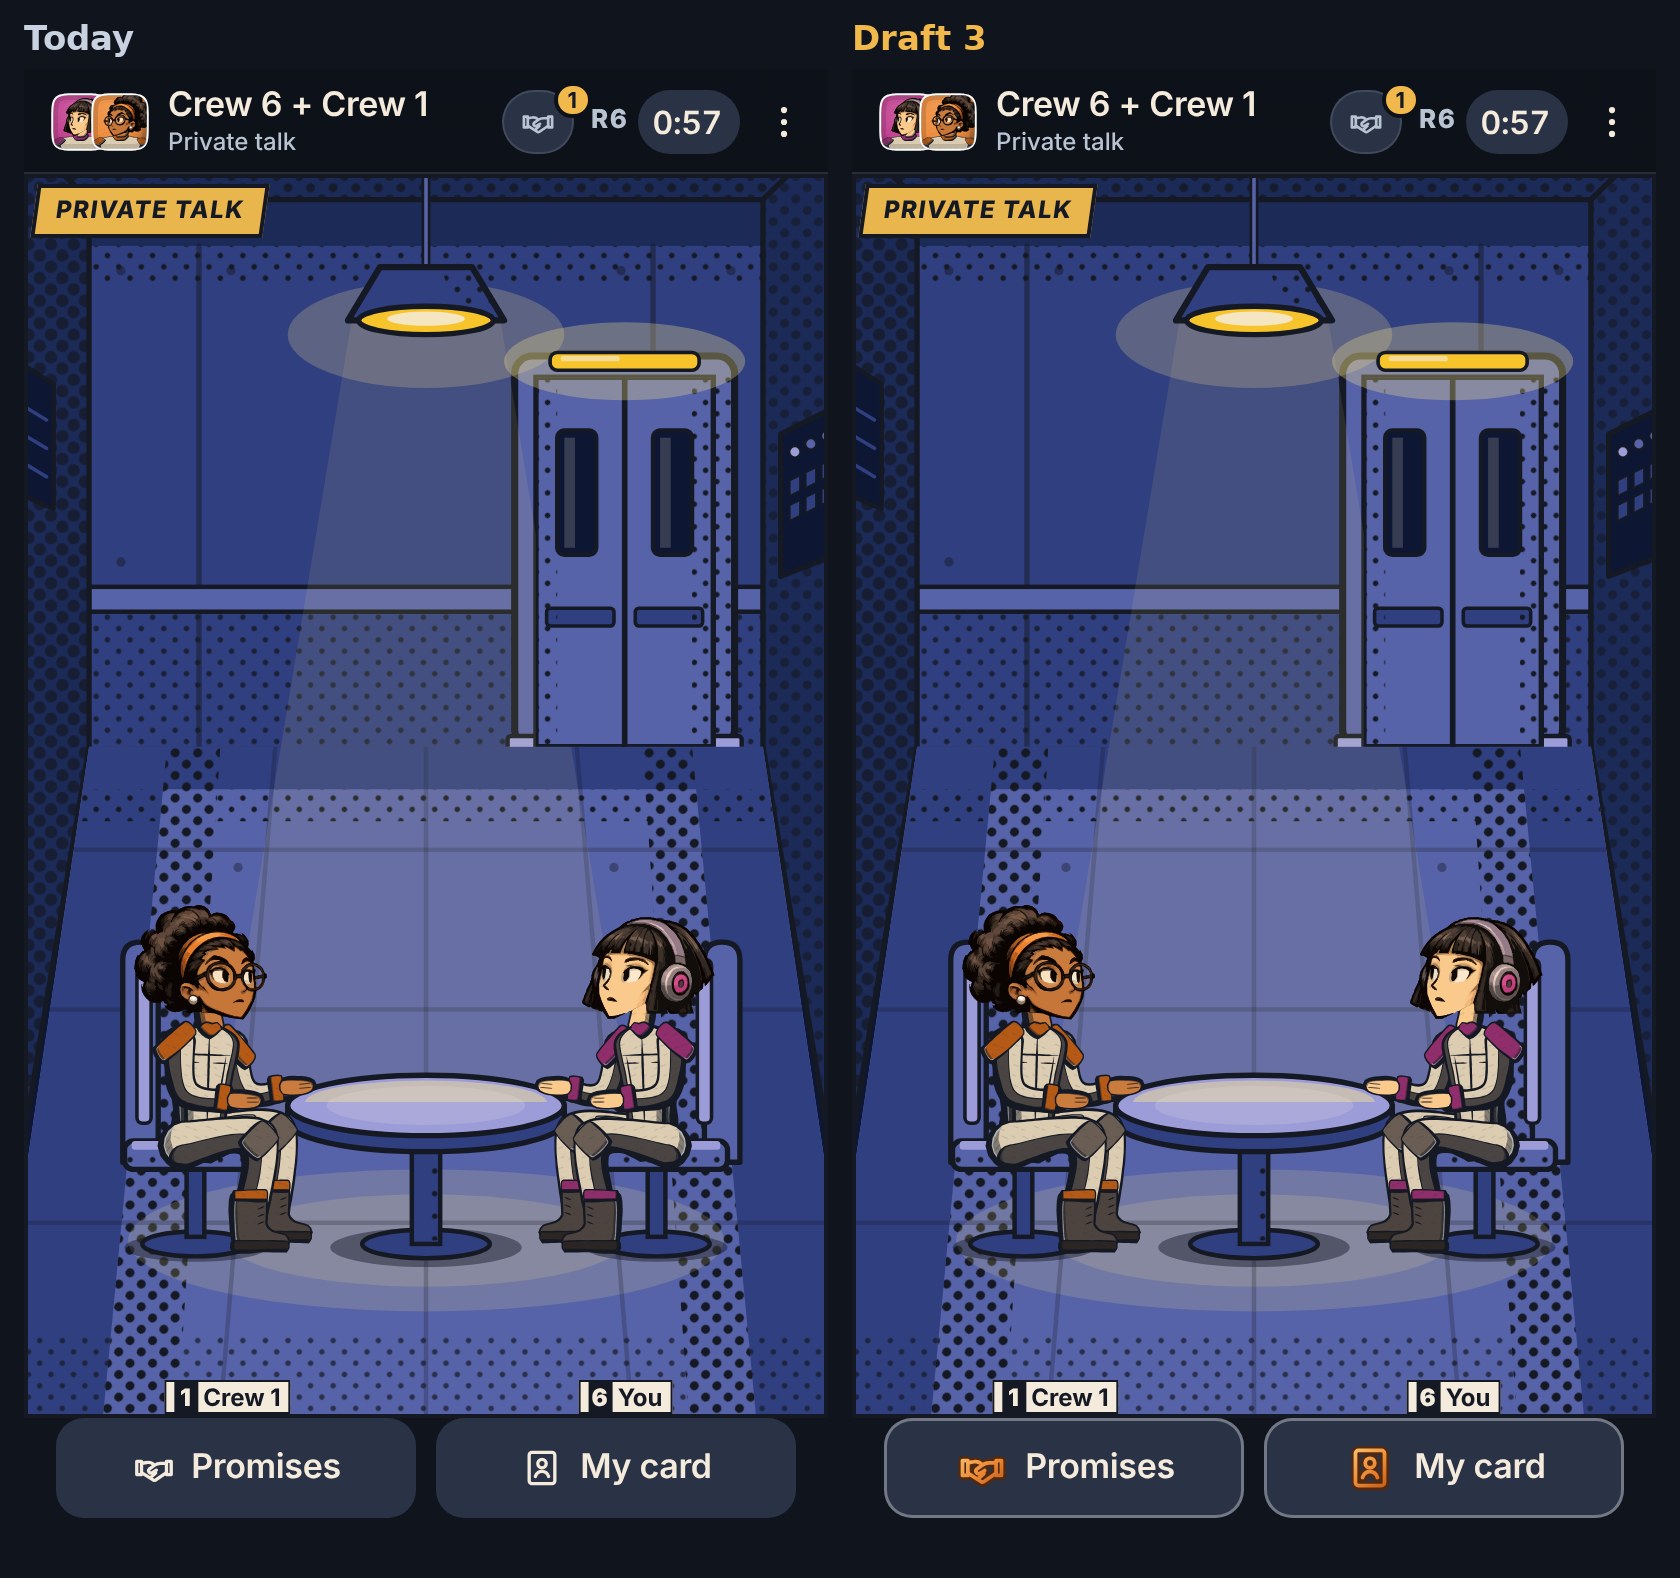 Today
Crew 6 + Crew 1
Private talk
1
R6
0:57
PRIVATE TALK
1 Crew 1
6 You
Promises
My card
Draft 3
Crew 6 + Crew 1
Private talk
1
R6
0:57
PRIVATE TALK
1 Crew 1
6 You
Promises
My card